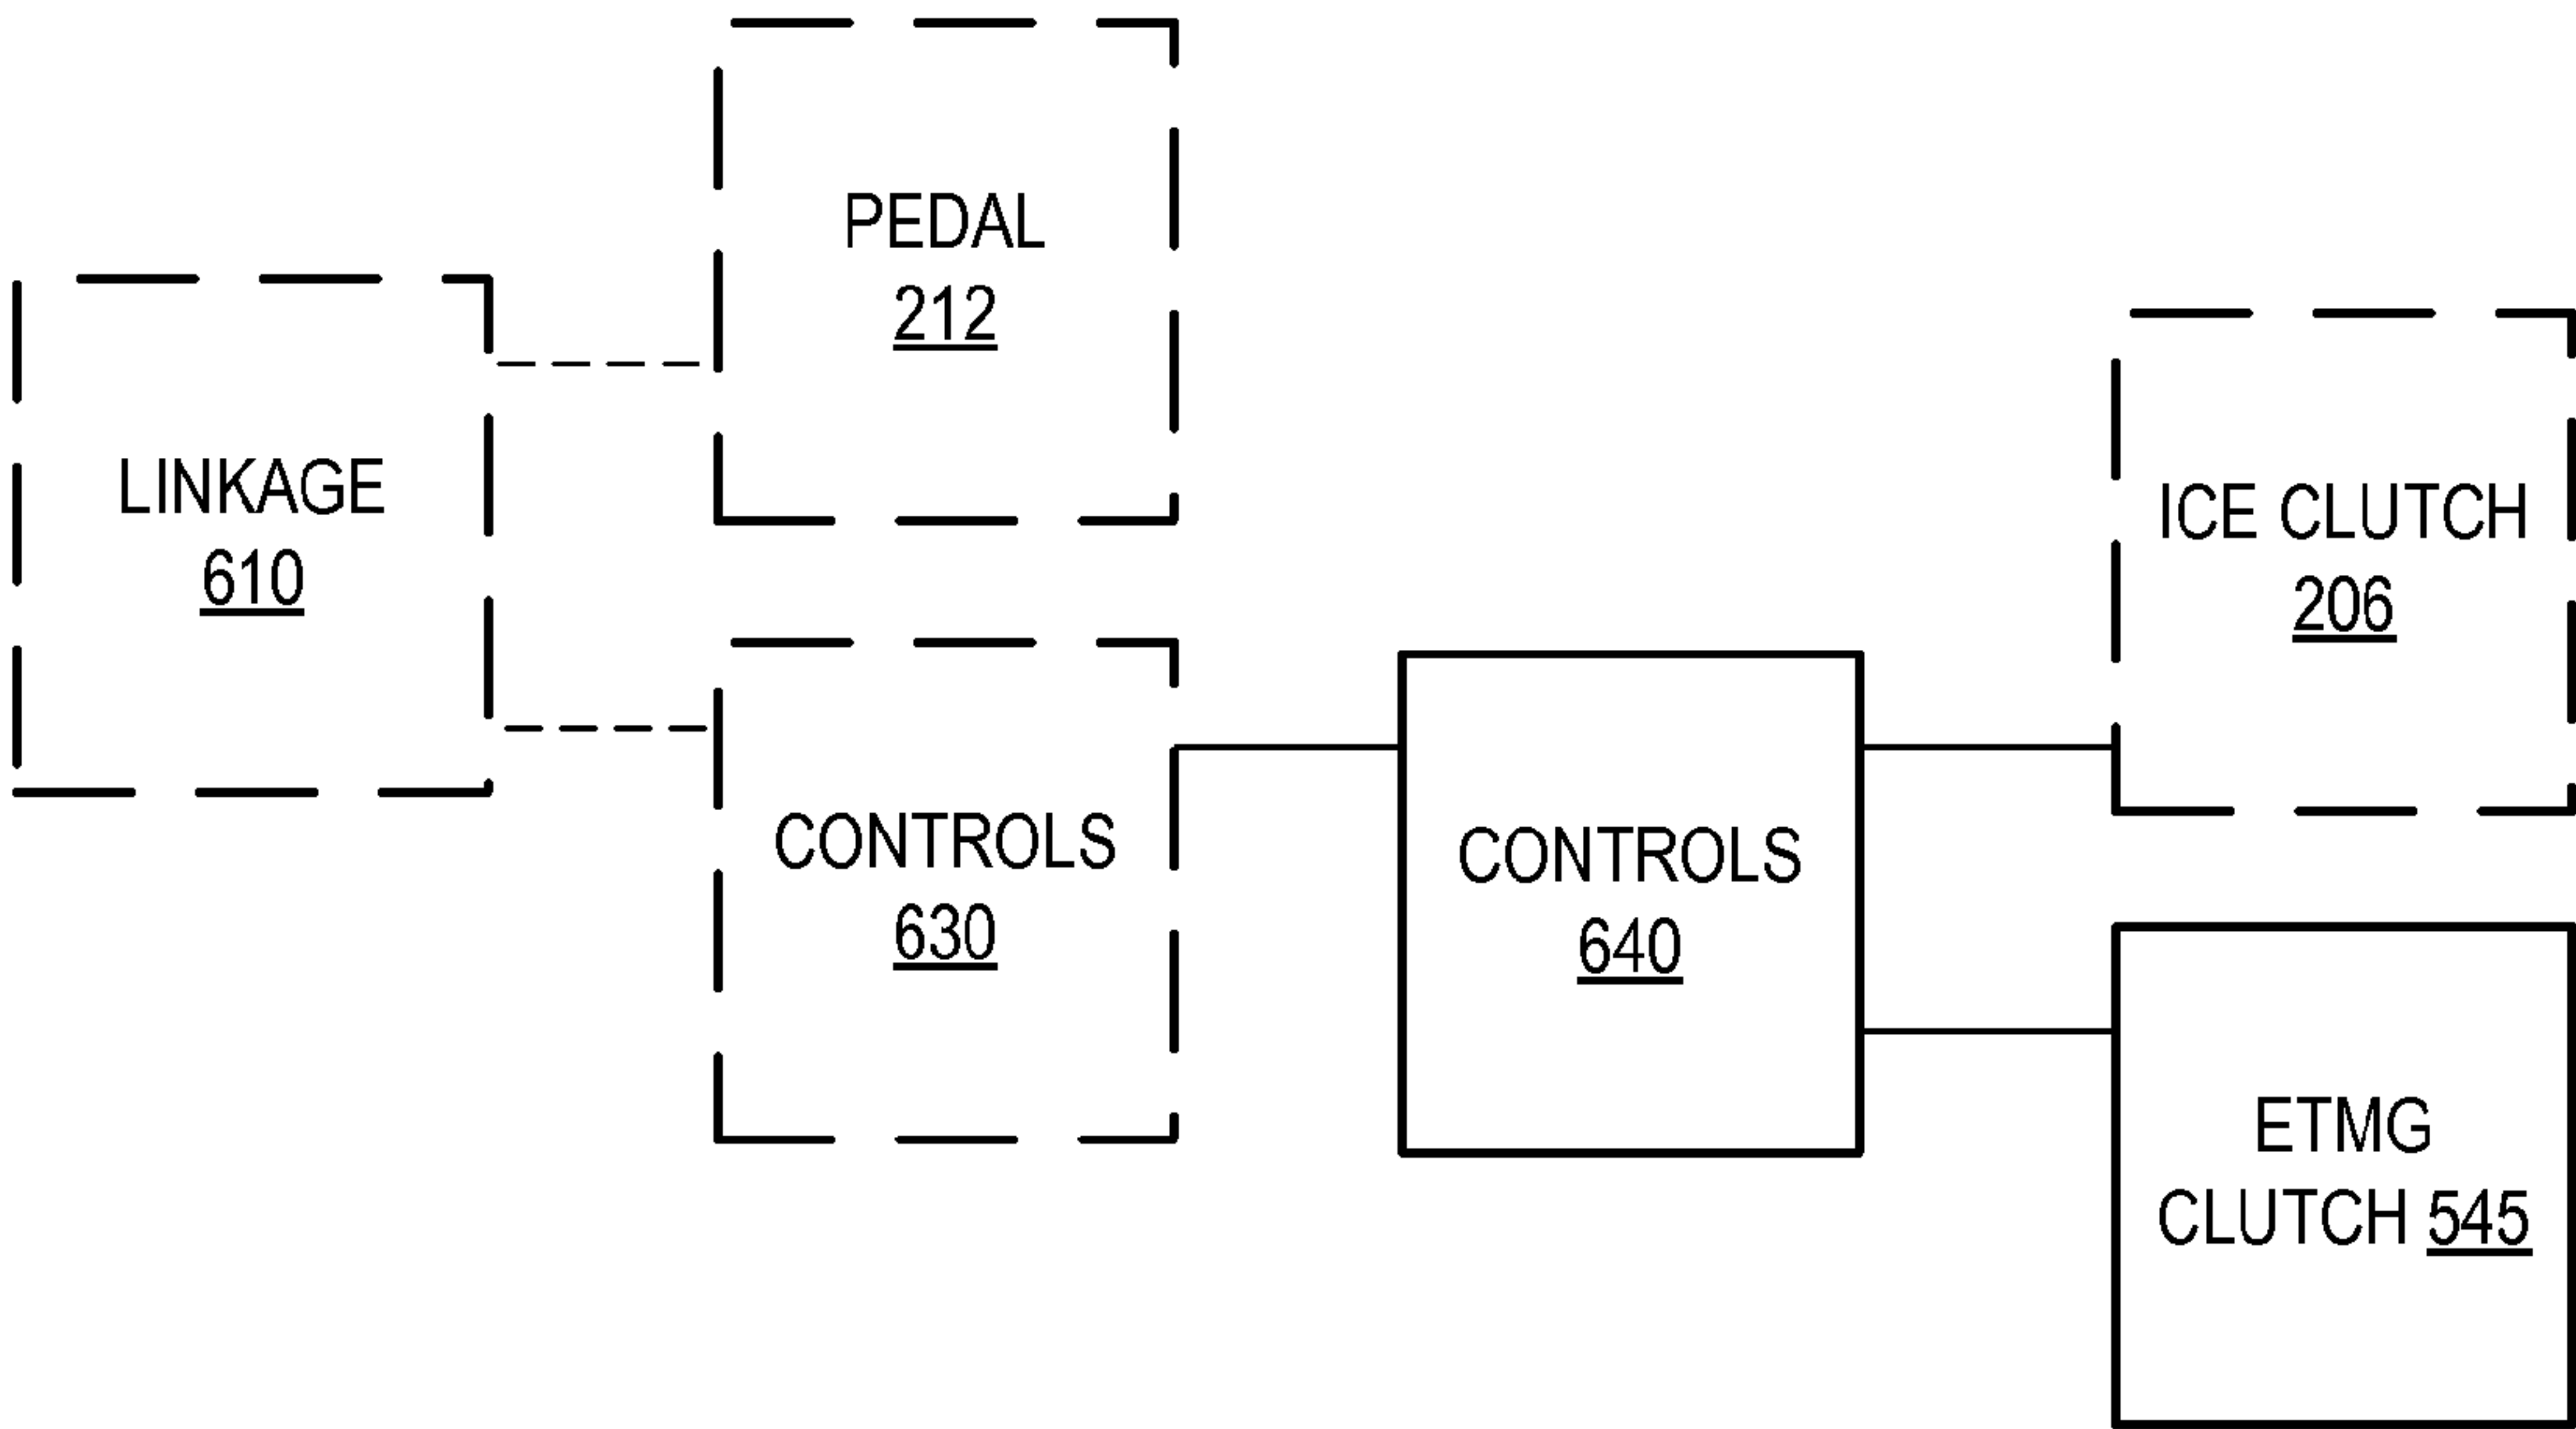 PEDAL
212
LINKAGE
610
ICE CLUTCH
206
CONTROLS
630
CONTROLS
640
ETMG
CLUTCH 545